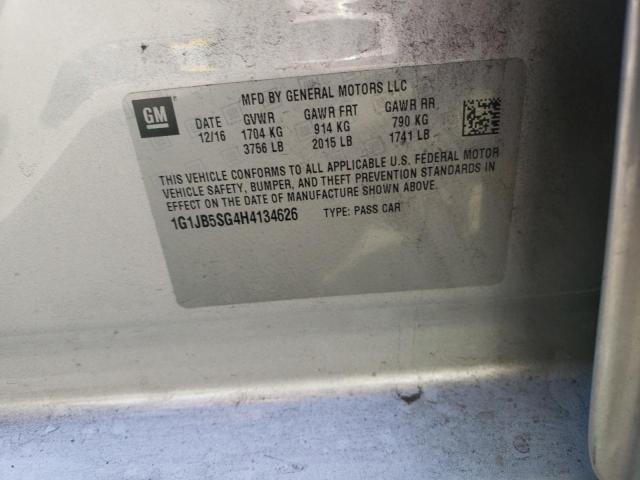 GM
MFD BY GENERAL MOTORS LLC
DATE GVWR GAWR FRT GAWR RR
12/16 1704 KG 914 KG 790 KG
3756 LB 2015 LB 1741 LB
THIS VEHICLE CONFORMS TO ALL APPLICABLE U.S. FEDERAL MOTOR
VEHICLE SAFETY, BUMPER, AND THEFT PREVENTION STANDARDS IN
EFFECT ON THE DATE OF MANUFACTURE SHOWN ABOVE.
1G1JB5SG4H4134626 TYPE: PASS CAR